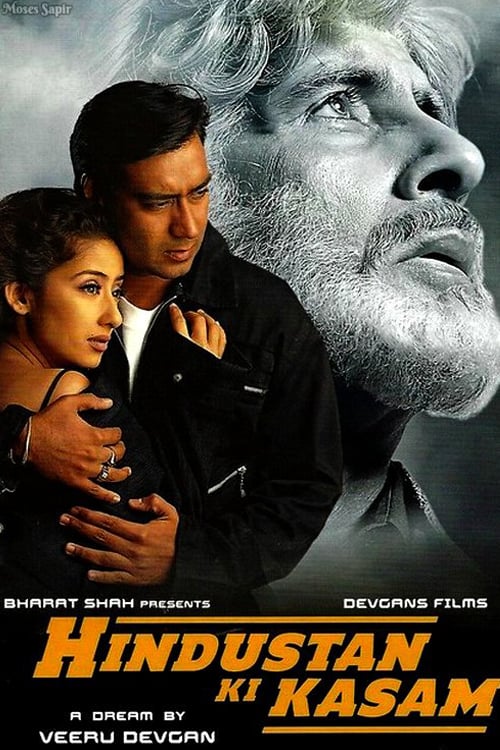 Moses Sapir
BHARAT SHAH PRESENTS
DEVGANS FILMS
HINDUSTAN
KI KASAM
A DREAM BY
VEERU DEVGAN